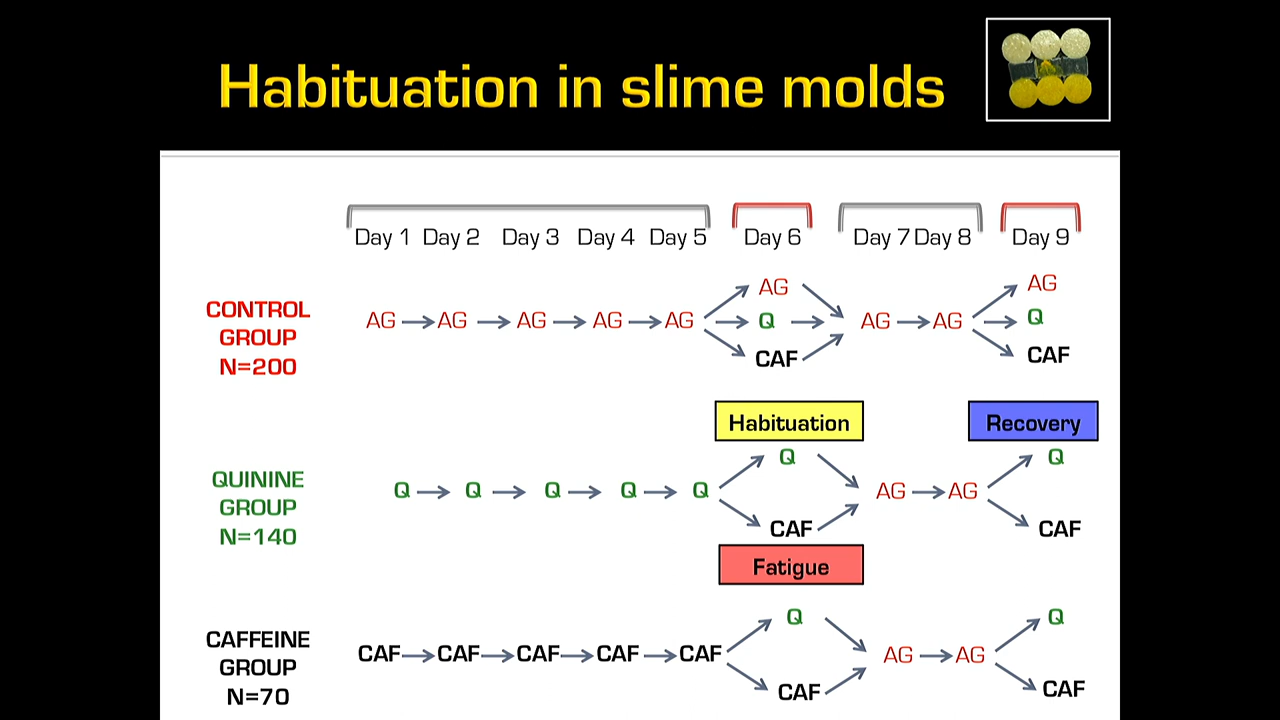 Habituation in slime molds
Day 1 Day 2 Day 3 Day 4 Day 5 Day 6 Day 7 Day 8 Day 9
CONTROL
GROUP
N=200
AG AG AG AG AG
AG
Q
CAF
AG AG
AG
Q
CAF
Habituation
Recovery
QUININE
GROUP
N=140
Q Q Q Q Q
Q
CAF
AG AG
Q
CAF
Fatigue
CAFFEINE
GROUP
N=70
CAF CAF CAF CAF CAF
Q
CAF
AG AG
Q
CAF